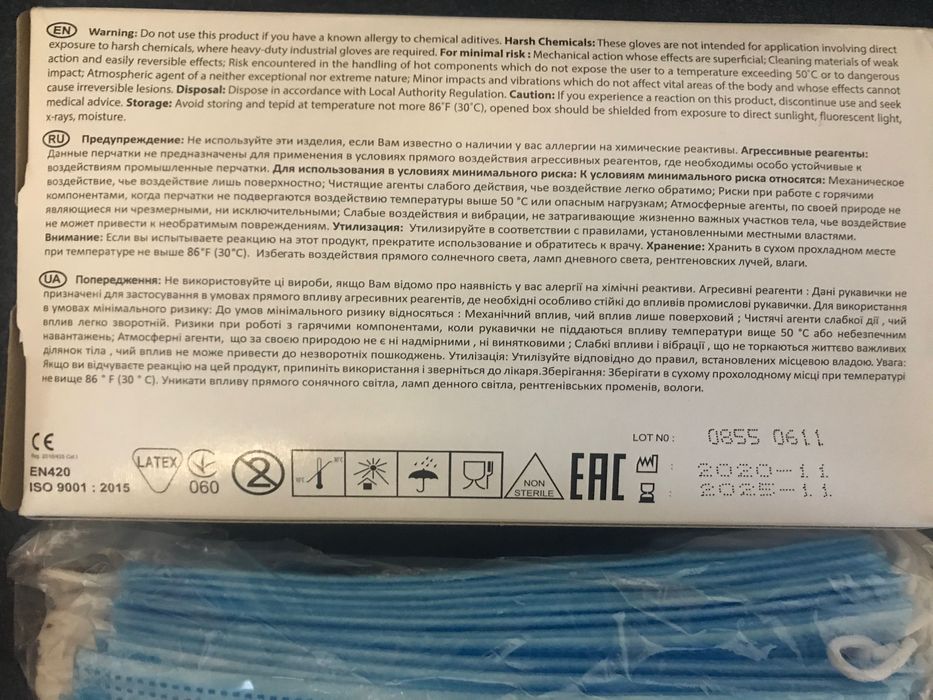 EN Warning: Do not use this product if you have a known allergy to chemical aditives. Harsh Chemicals: These gloves are not intended for application involving direct
exposure to harsh chemicals, where heavy-duty industrial gloves are required. For minimal risk : Mechanical action whose effects are superficial; Cleaning materials of weak
action and easily reversible effects; Risk encountered in the handling of hot components which do not expose the user to a temperature exceeding 50°C or to dangerous
impact; Atmospheric agent of a neither exceptional nor extreme nature; Minor impacts and vibrations which do not affect vital areas of the body and whose effects cannot
cause irreversible lesions. Disposal: Dispose in accordance with Local Authority Regulation. Caution: If you experience a reaction on this product, discontinue use and seek
medical advice. Storage: Avoid storing and tepid at temperature not more 86°F (30°C), opened box should be shielded from exposure to direct sunlight, fluorescent light,
x-rays, moisture.
RU Предупреждение: Не используйте эти изделия, если Вам известно о наличии у вас аллергии на химические реактивы. Агрессивные реагенты:
Данные перчатки не предназначены для применения в условиях прямого воздействия агрессивных реагентов, где необходимы особо устойчивые к
воздействиям промышленные перчатки. Для использования в условиях минимального риска: К условиям минимального риска относятся: Механическое
воздействие, чье воздействие лишь поверхностно; Чистящие агенты слабого действия, чье воздействие легко обратимо; Риски при работе с горячими
компонентами, когда перчатки не подвергаются воздействию температуры выше 50 °C или опасным нагрузкам; Атмосферные агенты, по своей природе не
являющиеся ни чрезмерными, ни исключительными; Слабые воздействия и вибрации, не затрагивающие жизненно важных участков тела, чье воздействие
не может привести к необратимым повреждениям. Утилизация: Утилизируйте в соответствии с правилами, установленными местными властями.
Внимание: Если вы испытываете реакцию на этот продукт, прекратите использование и обратитесь к врачу. Хранение: Хранить в сухом прохладном месте
при температуре не выше 86°F (30°C). Избегать воздействия прямого солнечного света, ламп дневного света, рентгеновских лучей, влаги.
UA Попередження: Не використовуйте ці вироби, якщо Вам відомо про наявність у вас алергії на хімічні реактиви. Агресивні реагенти : Дані рукавички не
призначені для застосування в умовах прямого впливу агресивних реагентів, де необхідні особливо стійкі до впливів промислові рукавички. Для використання
в умовах мінімального ризику: До умов мінімального ризику відносяться : Механічний вплив, чий вплив лише поверховий ; Чистячі агенти слабкої дії , чий
вплив легко зворотній. Ризики при роботі з гарячими компонентами, коли рукавички не піддаються впливу температури вище 50 °C або небезпечним
навантажень; Атмосферні агенти, що за своєю природою не є ні надмірними , ні винятковими ; Слабкі впливи і вібрації , що не торкаються життєво важливих
ділянок тіла , чий вплив не може привести до незворотніх пошкоджень. Утилізація: Утилізуйте відповідно до правил, встановлених місцевою владою. Увага:
Якщо ви відчуваєте реакцію на цей продукт, припиніть використання і зверніться до лікаря.Зберігання: Зберігати в сухому прохолодному місці при температурі
не вище 86 ° F (30 ° C). Уникати впливу прямого сонячного світла, ламп денного світла, рентгенівських променів, вологи.
CE
EN420
ISO 9001 : 2015
LATEX
060
2
10°C
30°C
NON
STERILE
EAC
LOT NO : 0855 0611
: 2020-11
: 2025-11